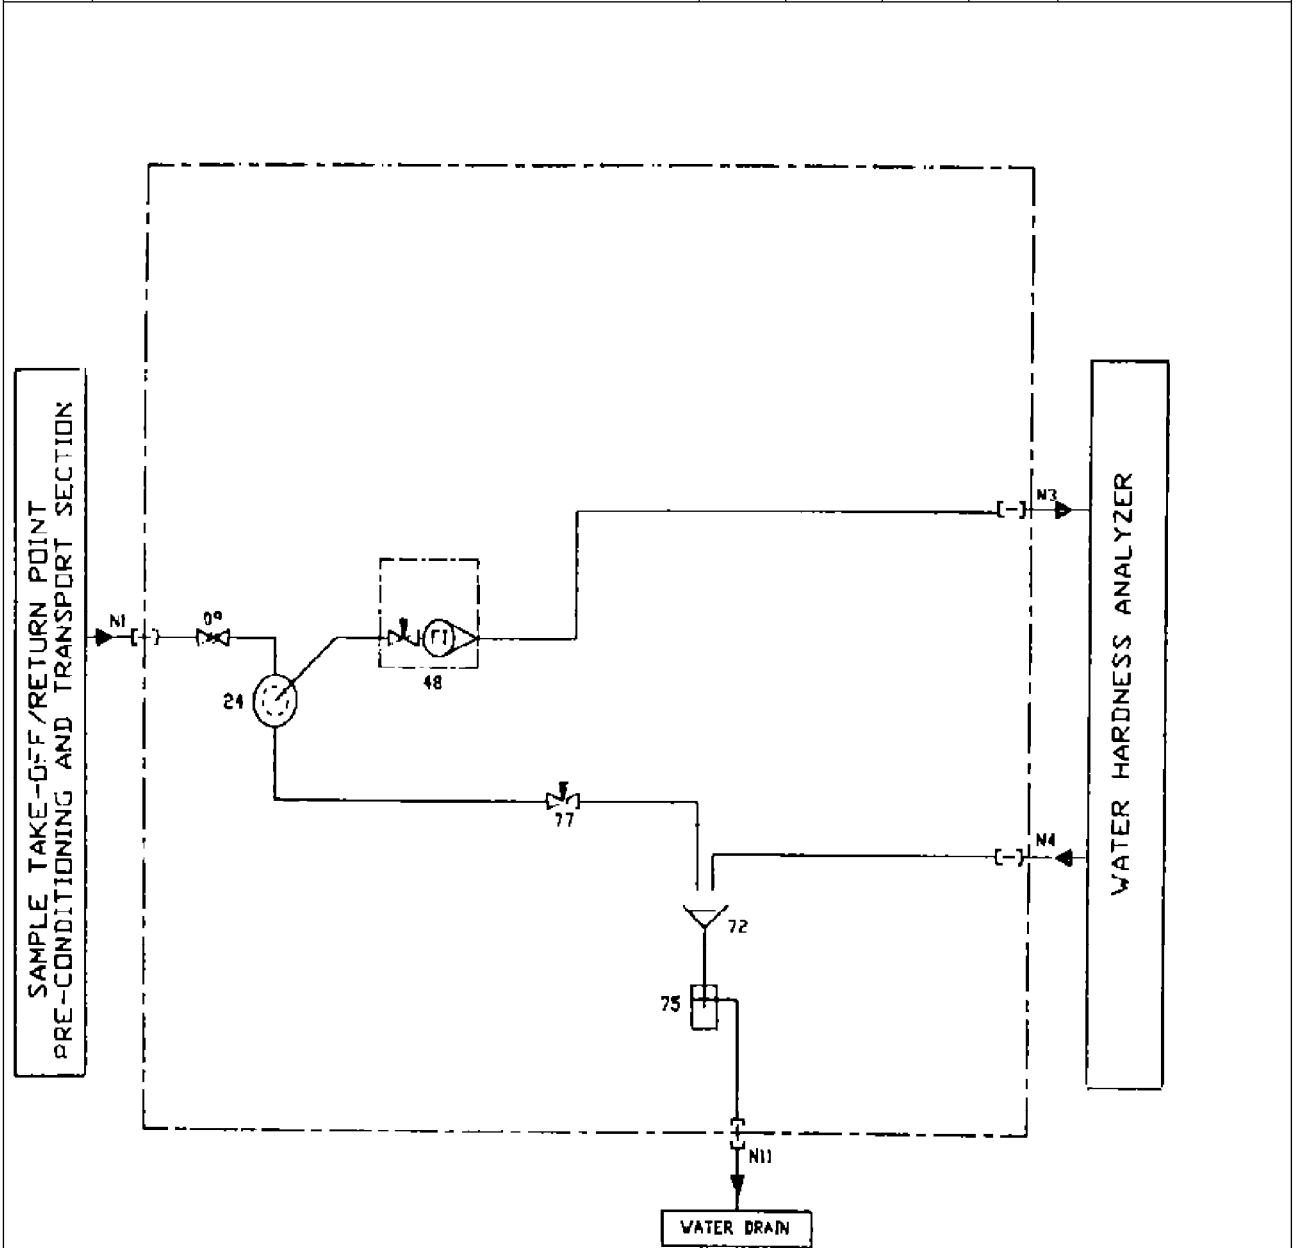 SAMPLE TAKE-OFF/RETURN POINT
PRE-CONDITIONING AND TRANSPORT SECTION
N1
09
24
FI
48
77
N3
N4
WATER HARDNESS ANALYZER
72
75
N11
WATER DRAIN